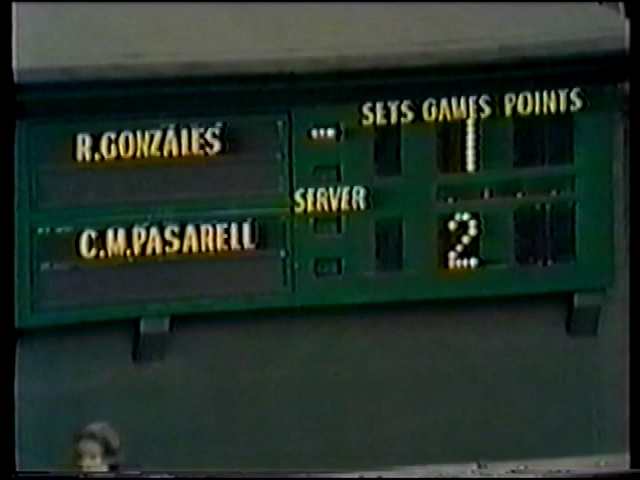 SETS GAMES POINTS
R.GONZALES 1
SERVER
C.M.PASARELL 2